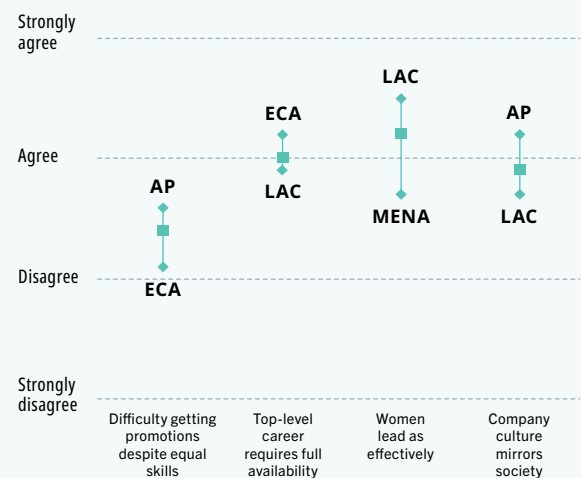 Strongly
agree
LAC
ECA
AP
Agree
AP
LAC
MENA
LAC
Disagree
ECA
Strongly
disagree
Difficulty getting
promotions
despite equal
skills
Top-level
career
requires full
availability
Women
lead as
effectively
Company
culture
mirrors
society